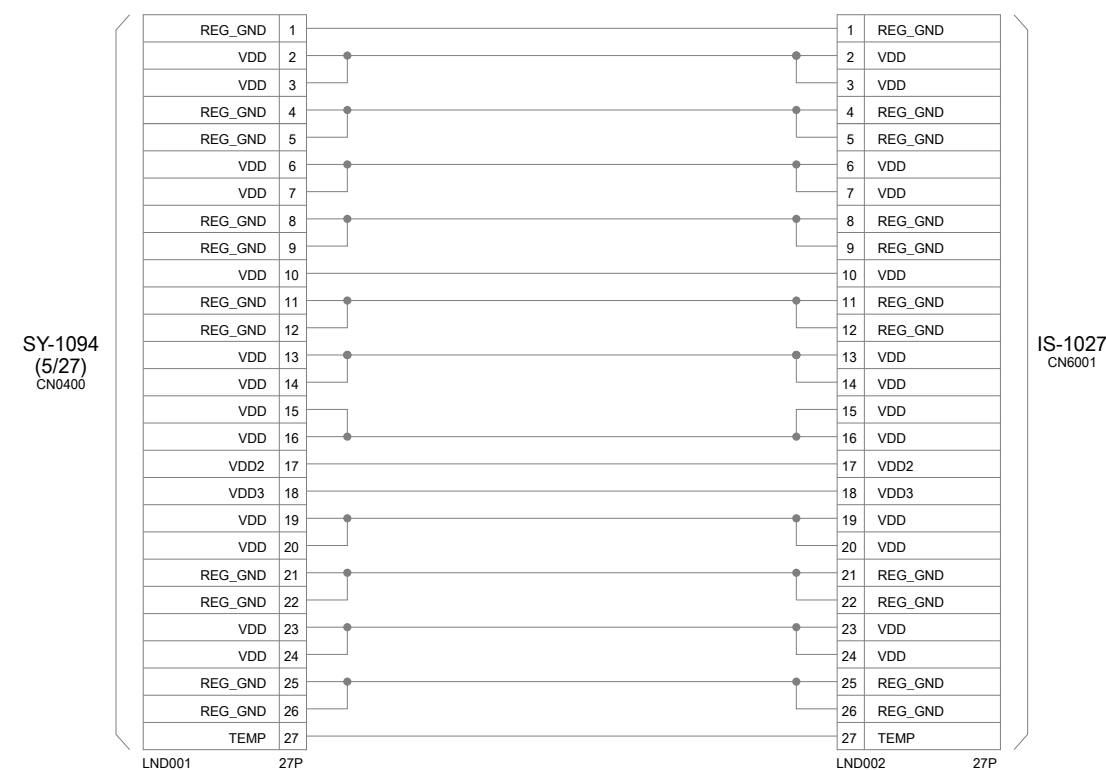 REG_GND 1 1 REG_GND
VDD 2 2 VDD
VDD 3 3 VDD
REG_GND 4 4 REG_GND
REG_GND 5 5 REG_GND
VDD 6 6 VDD
VDD 7 7 VDD
REG_GND 8 8 REG_GND
REG_GND 9 9 REG_GND
VDD 10 10 VDD
REG_GND 11 11 REG_GND
REG_GND 12 12 REG_GND
SY-1094
(5/27)
CN0400
VDD 13 13 VDD
VDD 14 14 VDD
IS-1027
CN6001
VDD 15 15 VDD
VDD 16 16 VDD
VDD2 17 17 VDD2
VDD3 18 18 VDD3
VDD 19 19 VDD
VDD 20 20 VDD
REG_GND 21 21 REG_GND
REG_GND 22 22 REG_GND
VDD 23 23 VDD
VDD 24 24 VDD
REG_GND 25 25 REG_GND
REG_GND 26 26 REG_GND
TEMP 27 27 TEMP
LND001 27P LND002 27P